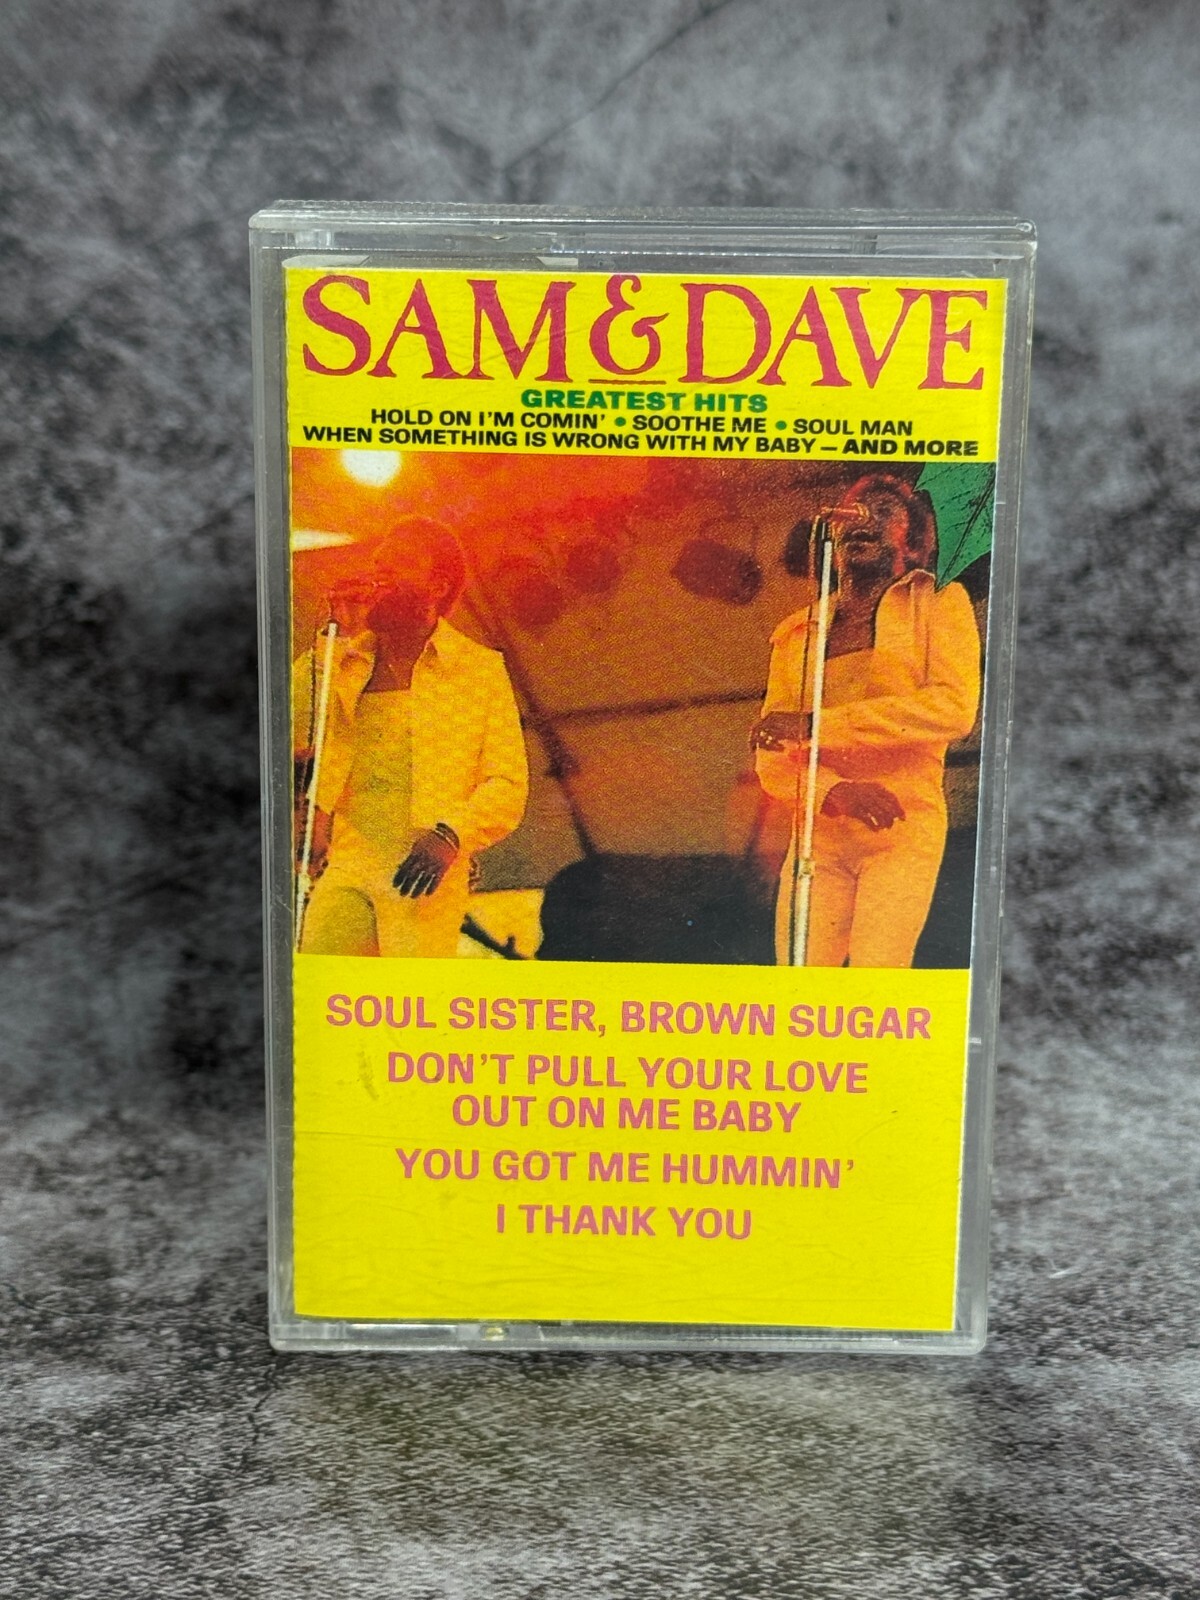 SAM & DAVE
GREATEST HITS
HOLD ON I'M COMIN' • SOOTHE ME • SOUL MAN
WHEN SOMETHING IS WRONG WITH MY BABY – AND MORE
SOUL SISTER, BROWN SUGAR
DON'T PULL YOUR LOVE
OUT ON ME BABY
YOU GOT ME HUMMIN'
I THANK YOU